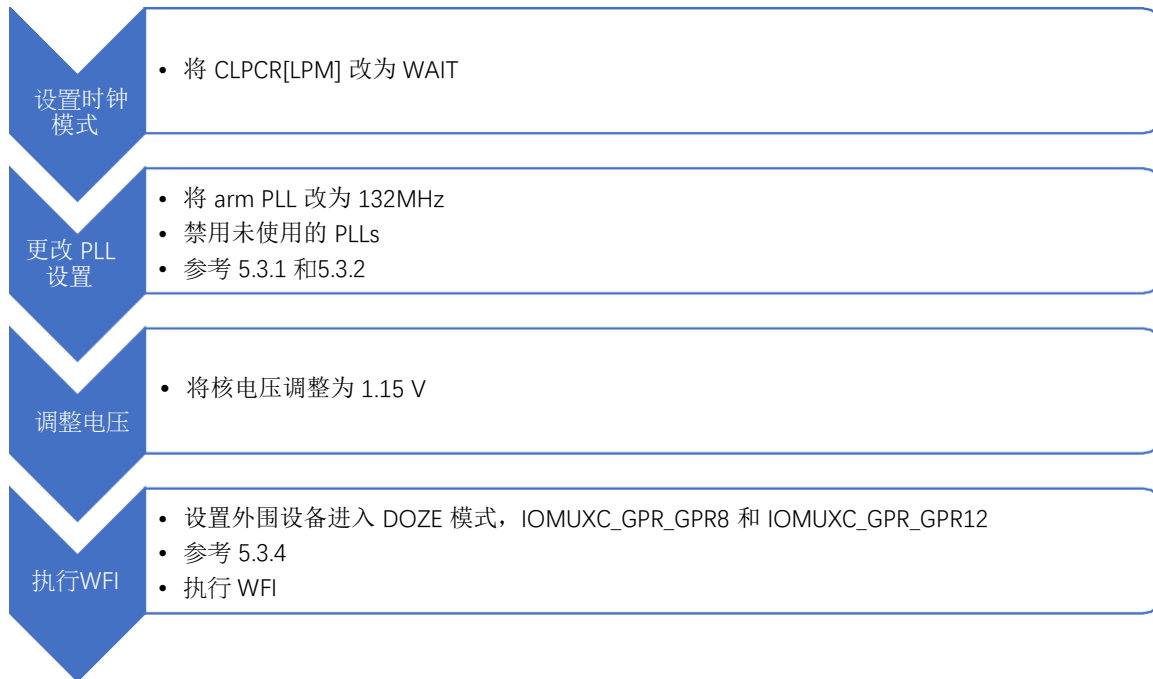 设置时钟
模式
• 将 CLPCR[LPM] 改为 WAIT
更改 PLL
设置
• 将 arm PLL 改为 132MHz
• 禁用未使用的 PLLs
• 参考 5.3.1 和5.3.2
调整电压
• 将核电压调整为 1.15 V
执行WFI
• 设置外围设备进入 DOZE 模式，IOMUXC_GPR_GPR8 和 IOMUXC_GPR_GPR12
• 参考 5.3.4
• 执行 WFI